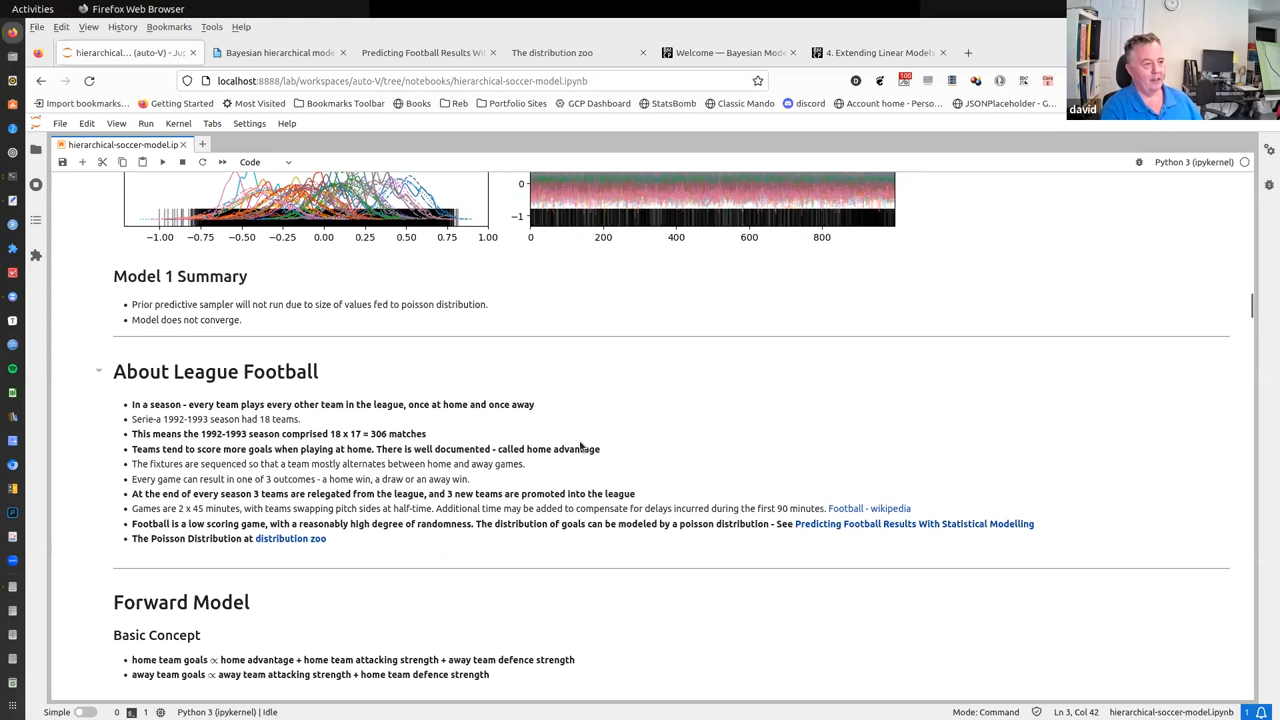 Activities
Firefox Web Browser
File Edit View History Bookmarks Tools Help
hierarchical... (auto-V) - Jup
Bayesian hierarchical mode
Predicting Football Results Wi
The distribution zoo
Welcome — Bayesian Mode
4. Extending Linear Models
localhost:8888/lab/workspaces/auto-V/tree/notebooks/hierarchical-soccer-model.ipynb
100
Import bookmarks... Getting Started Most Visited Bookmarks Toolbar Books Reb Portfolio Sites GCP Dashboard StatsBomb Classic Mando discord Account home - Perso... JSONPlaceholder - G...
david
File Edit View Run Kernel Tabs Settings Help
hierarchical-soccer-model.ip
Code
Python 3 (ipykernel)
0
−1
−1.00 −0.75 −0.50 −0.25 0.00 0.25 0.50 0.75 1.00
0 200 400 600 800
Model 1 Summary
• Prior predictive sampler will not run due to size of values fed to poisson distribution.
• Model does not converge.
About League Football
• In a season - every team plays every other team in the league, once at home and once away
• Serie-a 1992-1993 season had 18 teams.
• This means the 1992-1993 season comprised 18 x 17 = 306 matches
• Teams tend to score more goals when playing at home. There is well documented - called home advantage
• The fixtures are sequenced so that a team mostly alternates between home and away games.
• Every game can result in one of 3 outcomes - a home win, a draw or an away win.
• At the end of every season 3 teams are relegated from the league, and 3 new teams are promoted into the league
• Games are 2 x 45 minutes, with teams swapping pitch sides at half-time. Additional time may be added to compensate for delays incurred during the first 90 minutes. Football - wikipedia
• Football is a low scoring game, with a reasonably high degree of randomness. The distribution of goals can be modeled by a poisson distribution - See Predicting Football Results With Statistical Modelling
• The Poisson Distribution at distribution zoo
Forward Model
Basic Concept
• home team goals ∝ home advantage + home team attacking strength + away team defence strength
• away team goals ∝ away team attacking strength + home team defence strength
Simple 0 1 Python 3 (ipykernel) | Idle
Mode: Command Ln 3, Col 42 hierarchical-soccer-model.ipynb 1